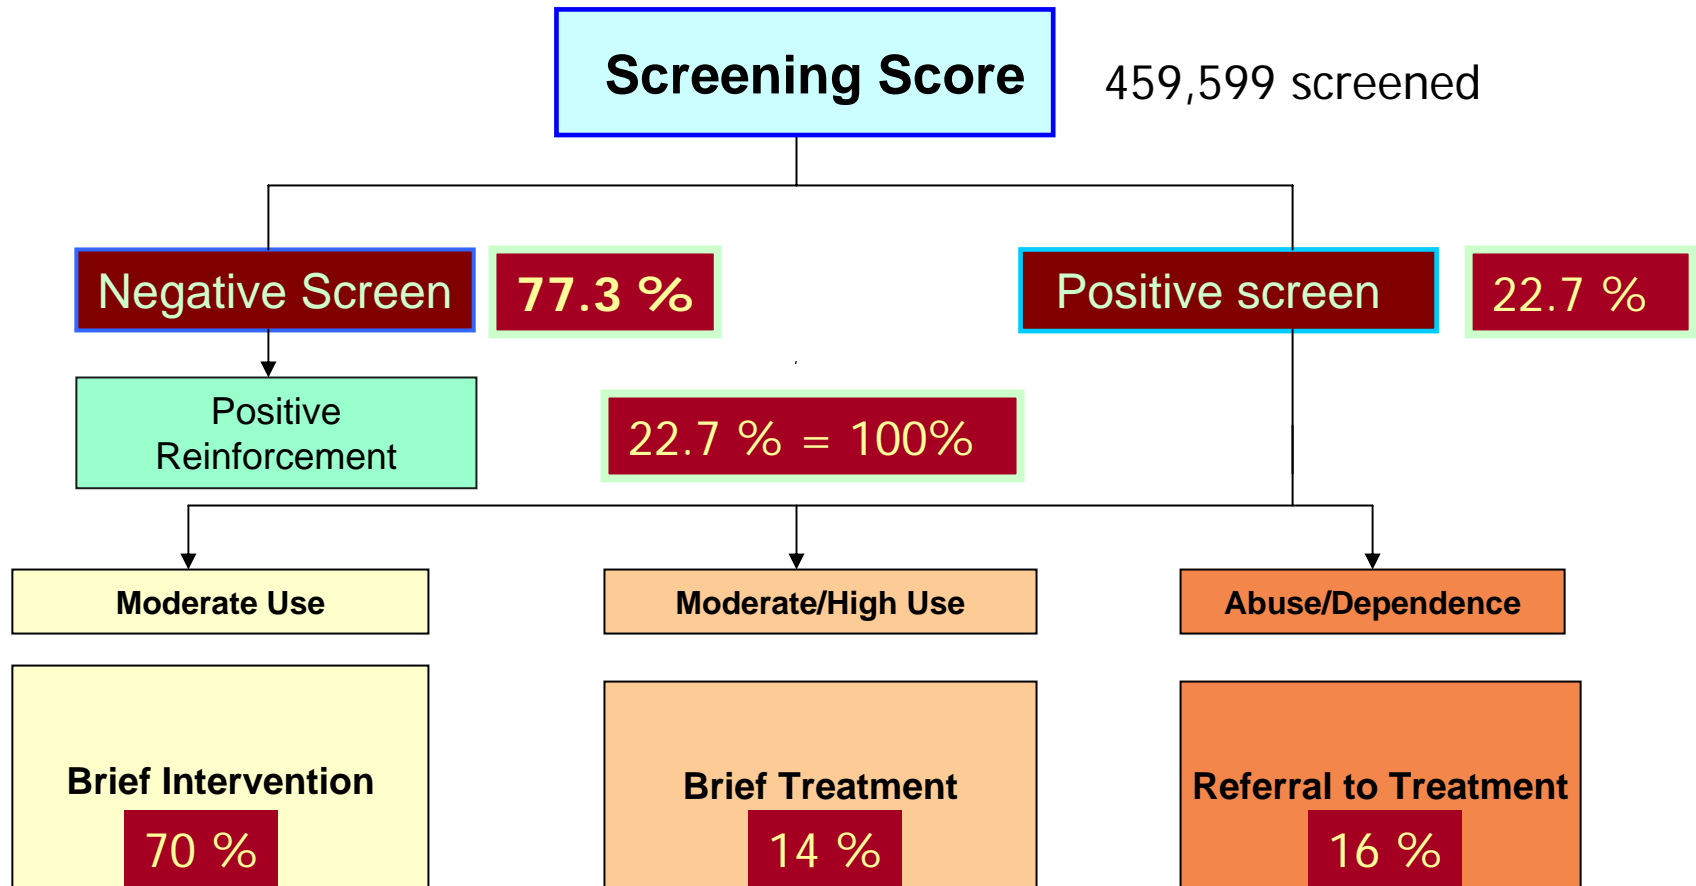 Screening Score
459,599 screened
Negative Screen
77.3 %
Positive screen
22.7 %
Positive
Reinforcement
22.7 % = 100%
Moderate Use
Moderate/High Use
Abuse/Dependence
Brief Intervention
70 %
Brief Treatment
14 %
Referral to Treatment
16 %